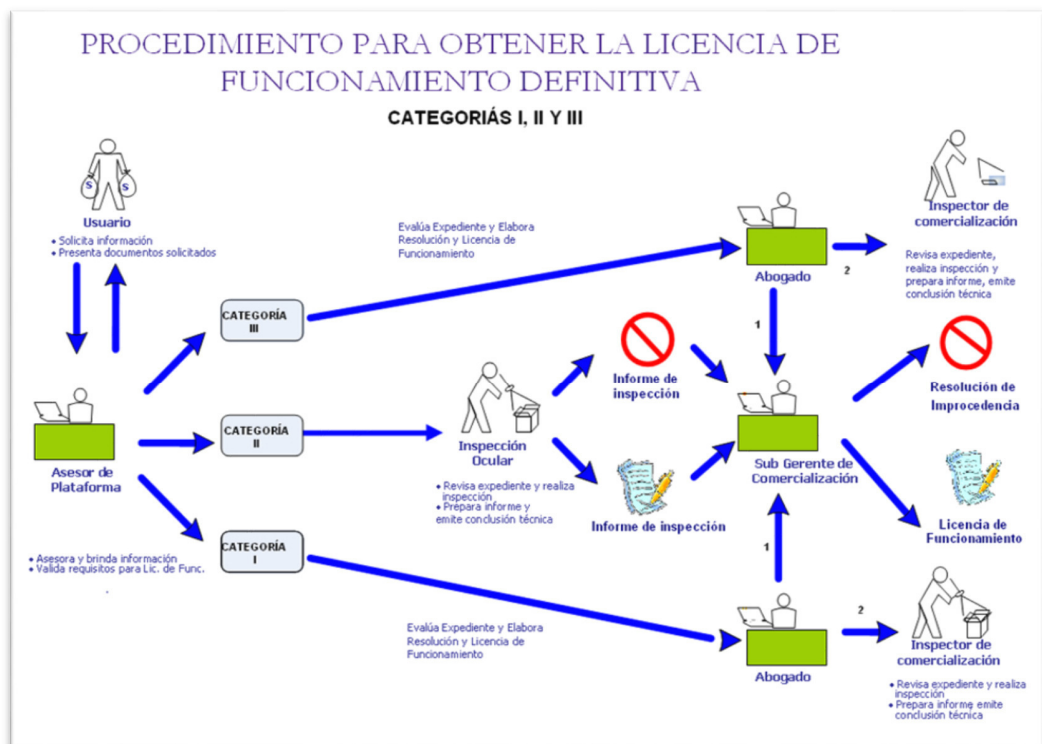 PROCEDIMIENTO PARA OBTENER LA LICENCIA DE
FUNCIONAMIENTO DEFINITIVA
CATEGORIÁS I, II Y III
S S
Usuario
• Solicita información
• Presenta documentos solicitados
Evalúa Expediente y Elabora
Resolución y Licencia de
Funcionamiento
Abogado
2
Inspector de
comercialización
Revisa expediente,
realiza inspección y
prepara informe, emite
conclusión técnica
CATEGORÍA
III
1
Informe de
inspección
Resolución de
Improcedencia
Asesor de
Plataforma
CATEGORÍA
II
Inspección
Ocular
• Revisa expediente y realiza
inspección
• Prepara informe y
emite conclusión técnica
Sub Gerente de
Comercialización
Informe de inspección
Licencia de
Funcionamiento
• Asesora y brinda información
• Valida requisitos para Lic. de Func.
CATEGORÍA
I
1
Evalúa Expediente y Elabora
Resolución y Licencia de
Funcionamiento
Abogado
2
Inspector de
comercialización
• Revisa expediente y realiza
inspección
• Prepara informe emite
conclusión técnica